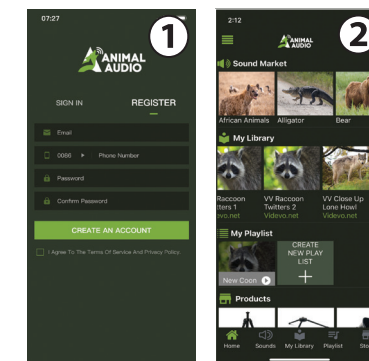 07:27
1
ANIMAL
AUDIO
SIGN IN
REGISTER
Email
0086
Phone Number
Password
Confirm Password
CREATE AN ACCOUNT
I Agree To The Terms Of Service And Privacy Policy
2:12
2
ANIMAL
AUDIO
Sound Market
African Animals
Alligator
Bear
My Library
Raccoon
tters 1
Videvo.net
VV Raccoon
Twitters 2
Videvo.net
VV Close Up
Lone Howl
Videvo.net
My Playlist
New Coon
CREATE
NEW PLAY
LIST
Products
Home
Sounds
My Library
Playlist
Sto